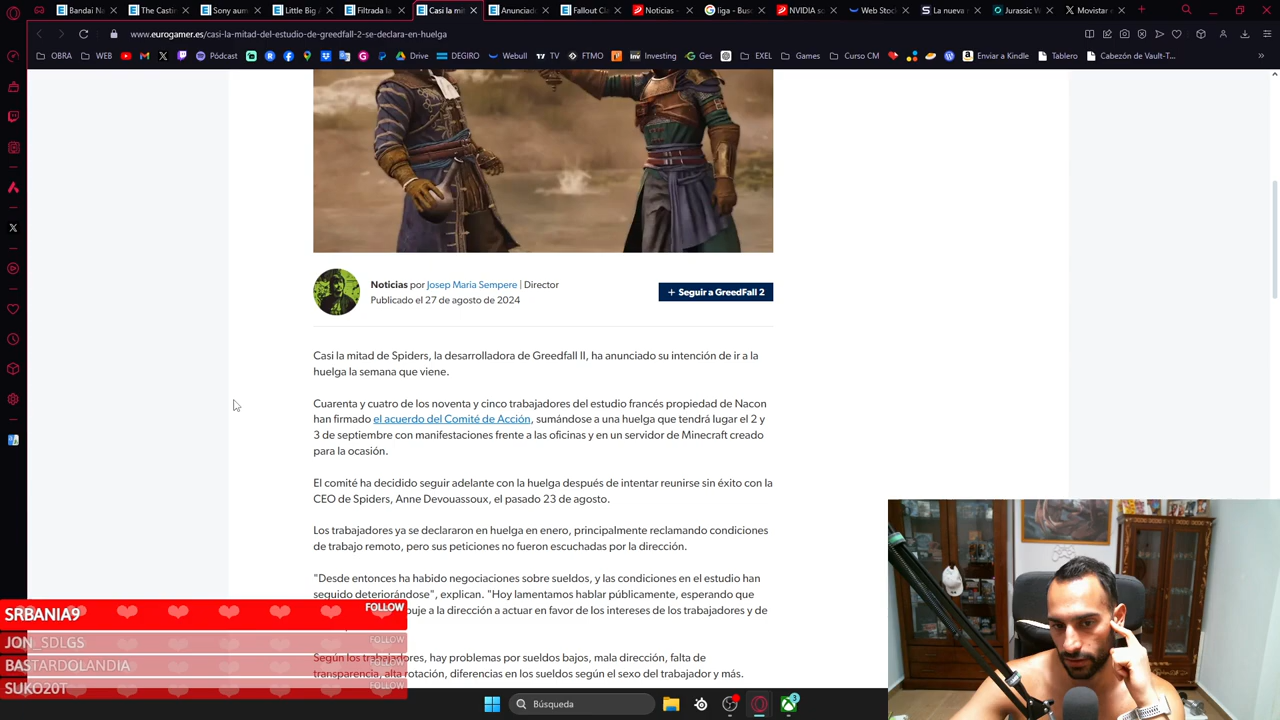 Bandai Na
The Castin
Sony aum
Little Big A
Filtrada la
Casi la mit
Anunciado
Fallout Cl
Noticias -
liga - Busc
NVIDIA so
Web Stock
La nueva
Jurassic W
Movistar e
www.eurogamer.es/casi-la-mitad-del-estudio-de-greedfall-2-se-declara-en-huelga
OBRA WEB Pódcast Drive DEGIRO Webull TV FTMO Investing Ges EXEL Games Curso CM Enviar a Kindle Tablero Cabezón de Vault-T...
Noticias por Josep Maria Sempere | Director
Publicado el 27 de agosto de 2024
+ Seguir a GreedFall 2
Casi la mitad de Spiders, la desarrolladora de Greedfall II, ha anunciado su intención de ir a la
huelga la semana que viene.
Cuarenta y cuatro de los noventa y cinco trabajadores del estudio francés propiedad de Nacon
han firmado el acuerdo del Comité de Acción, sumándose a una huelga que tendrá lugar el 2 y
3 de septiembre con manifestaciones frente a las oficinas y en un servidor de Minecraft creado
para la ocasión.
El comité ha decidido seguir adelante con la huelga después de intentar reunirse sin éxito con la
CEO de Spiders, Anne Devouassoux, el pasado 23 de agosto.
Los trabajadores ya se declararon en huelga en enero, principalmente reclamando condiciones
de trabajo remoto, pero sus peticiones no fueron escuchadas por la dirección.
"Desde entonces ha habido negociaciones sobre sueldos, y las condiciones en el estudio han
seguido deteriorándose", explican. "Hoy lamentamos hablar públicamente, esperando que
buje a la dirección a actuar en favor de los intereses de los trabajadores y de
Según los trabajadores, hay problemas por sueldos bajos, mala dirección, falta de
transparencia, alta rotación, diferencias en los sueldos según el sexo del trabajador y más.
SRBANIA9 FOLLOW
JON_SDLGS FOLLOW
BASTARDOLANDIA FOLLOW
SUKO20T FOLLOW
Búsqueda
3